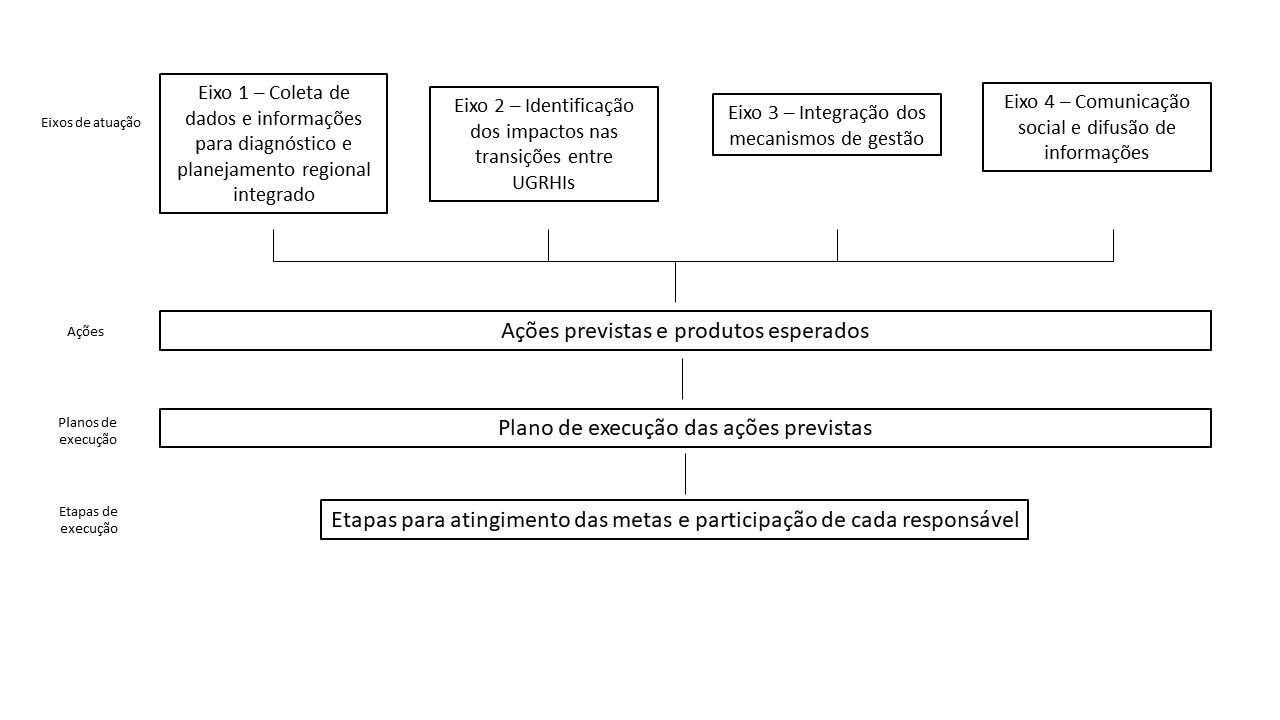 Eixos de atuação
Eixo 1 – Coleta de
dados e informações
para diagnóstico e
planejamento regional
integrado
Eixo 2 – Identificação
dos impactos nas
transições entre
UGRHIs
Eixo 3 – Integração dos
mecanismos de gestão
Eixo 4 – Comunicação
social e difusão de
informações
Ações
Ações previstas e produtos esperados
Planos de
execução
Plano de execução das ações previstas
Etapas de
execução
Etapas para atingimento das metas e participação de cada responsável